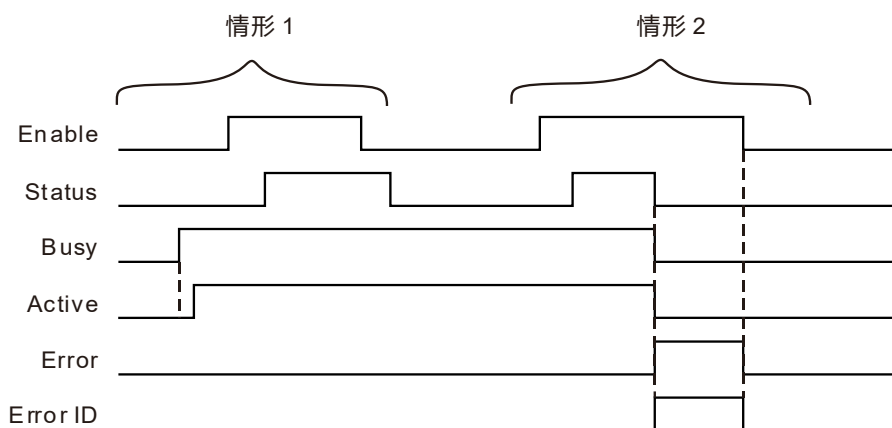 情形 1
情形 2
Enable
Status
Busy
Active
Error
Error ID